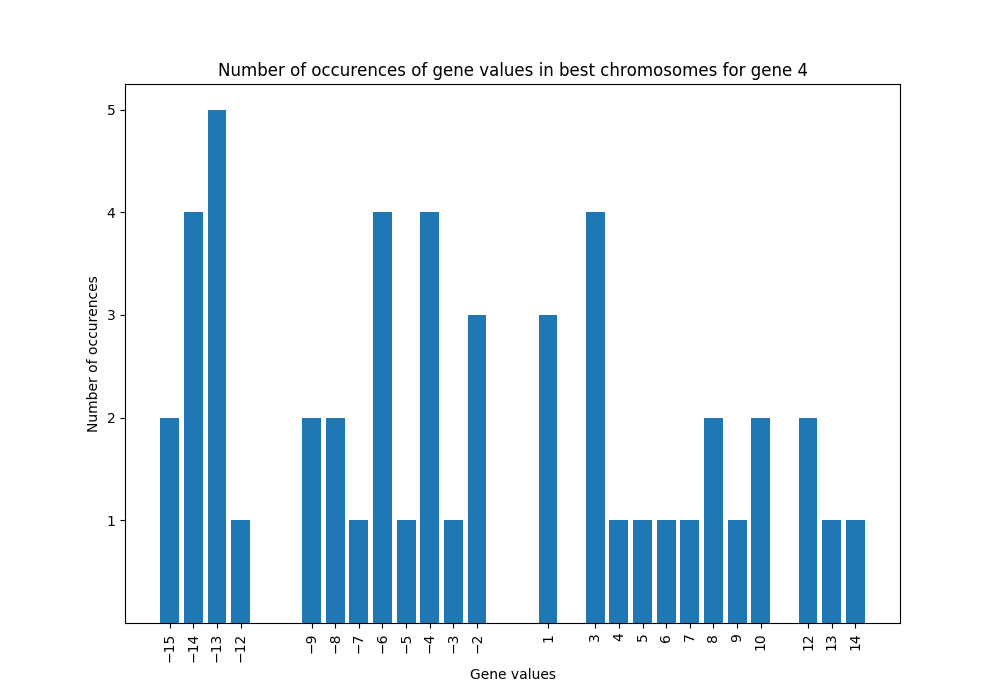 Number of occurences of gene values in best chromosomes for gene 4
Number of occurences
5
4
3
2
1
−15 −14 −13 −12 −9 −8 −7 −6 −5 −4 −3 −2 1 3 4 5 6 7 8 9 10 12 13 14
Gene values